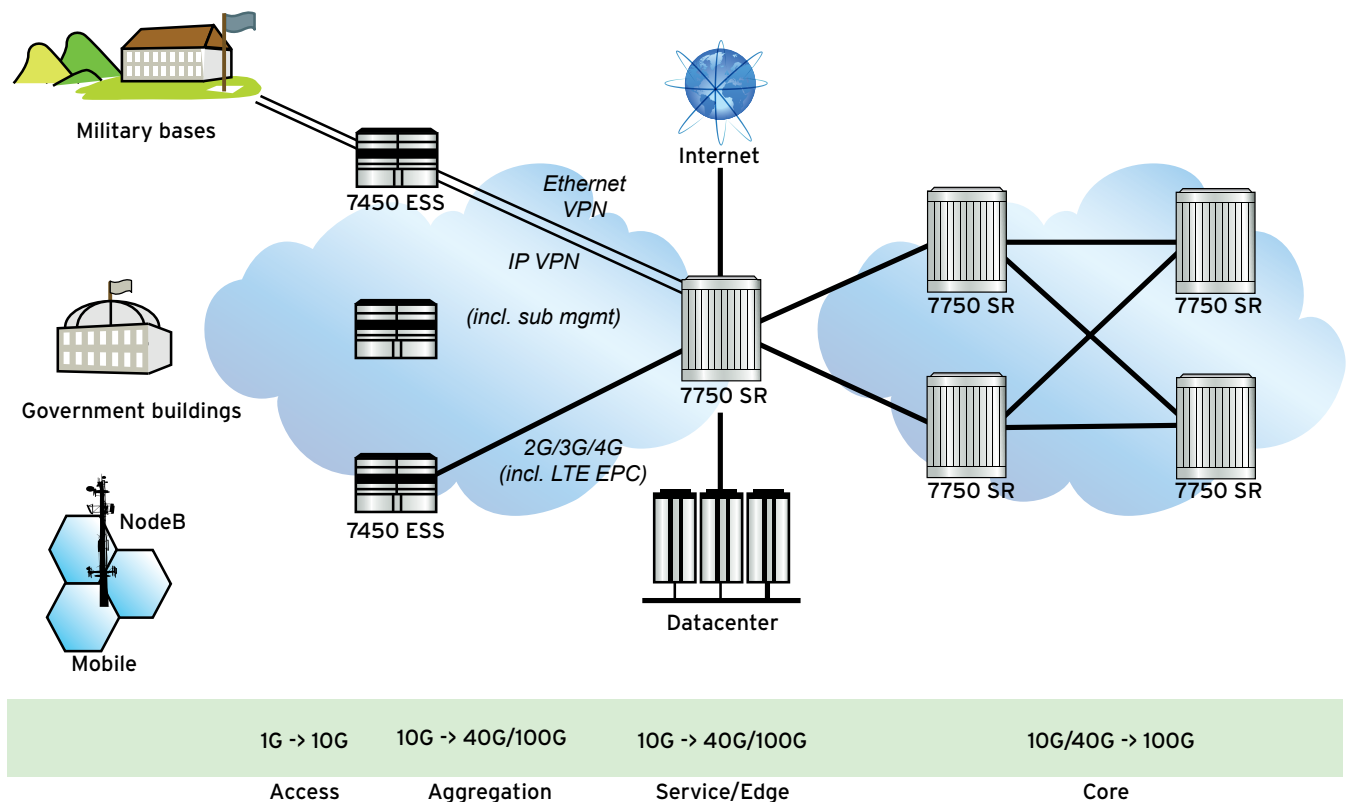 Military bases
7450 ESS
Ethernet
VPN
IP VPN
Internet
7750 SR
7750 SR
(incl. sub mgmt)
7750 SR
Government buildings
2G/3G/4G
(incl. LTE EPC)
7450 ESS
7750 SR
7750 SR
NodeB
Mobile
Datacenter
1G -> 10G
10G -> 40G/100G
10G -> 40G/100G
10G/40G -> 100G
Access
Aggregation
Service/Edge
Core